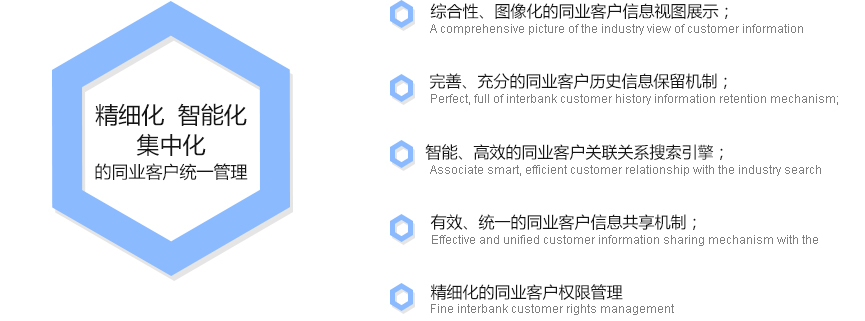 精细化 智能化
集中化
的同业客户统一管理
综合性、图像化的同业客户信息视图展示；
A comprehensive picture of the industry view of customer information
完善、充分的同业客户历史信息保留机制；
Perfect, full of interbank customer history information retention mechanism;
智能、高效的同业客户关联关系搜索引擎；
Associate smart, efficient customer relationship with the industry search
有效、统一的同业客户信息共享机制；
Effective and unified customer information sharing mechanism with the
精细化的同业客户权限管理
Fine interbank customer rights management